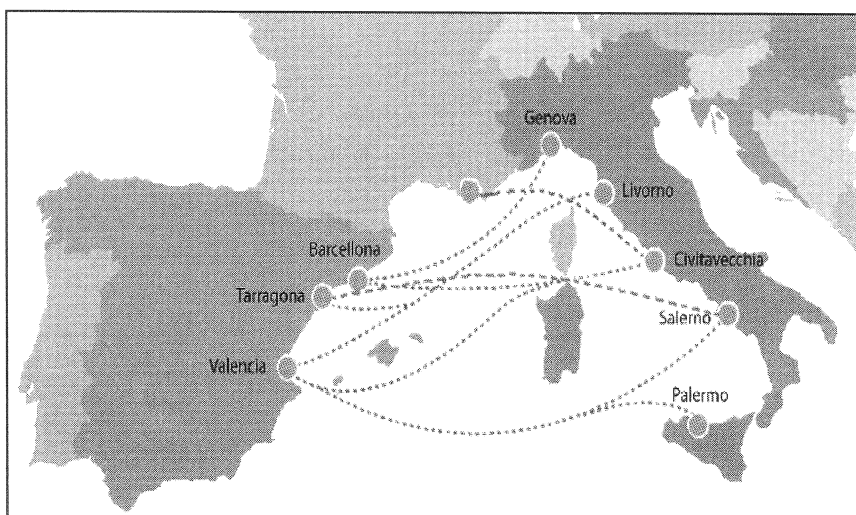 Genova
Livorno
Barcellona
Civitavecchia
Tarragona
Salerno
Valencia
Palermo